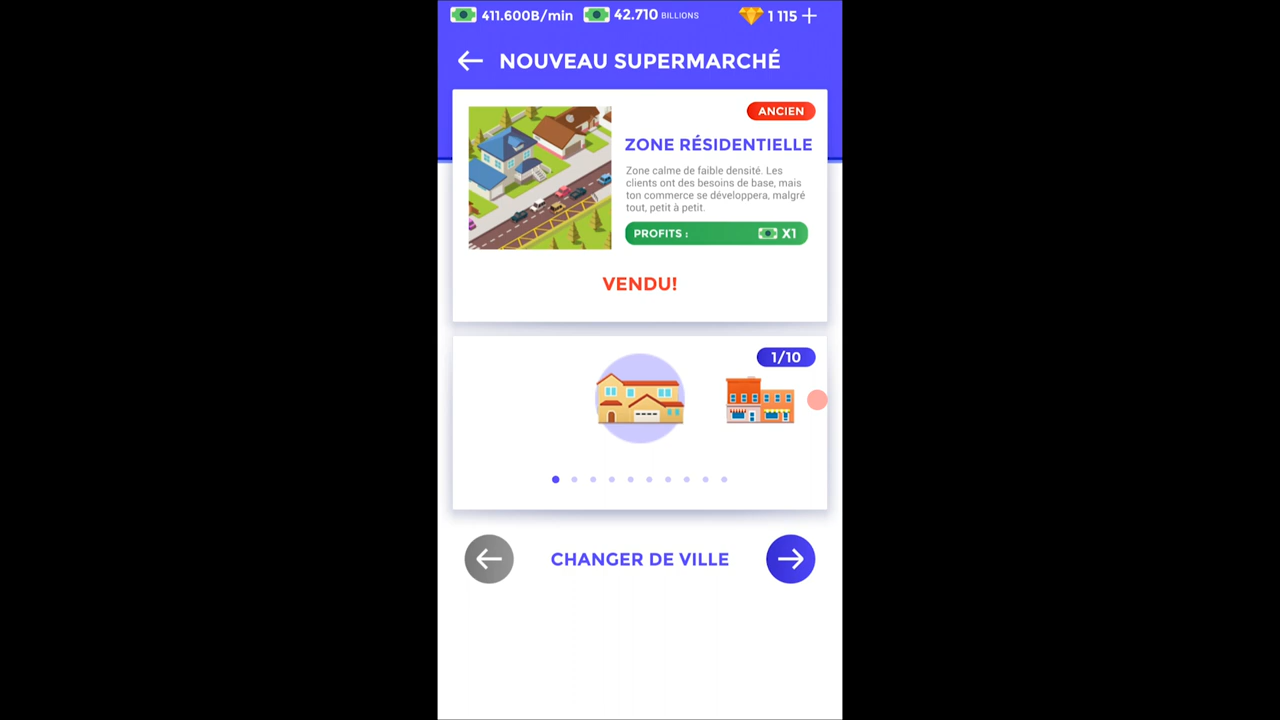 411.600B/min 42.710 BILLIONS 1 115
NOUVEAU SUPERMARCHÉ
ANCIEN
ZONE RÉSIDENTIELLE
Zone calme de faible densité. Les
clients ont des besoins de base, mais
ton commerce se développera, malgré
tout, petit à petit.
PROFITS : X1
VENDU!
1/10
CHANGER DE VILLE